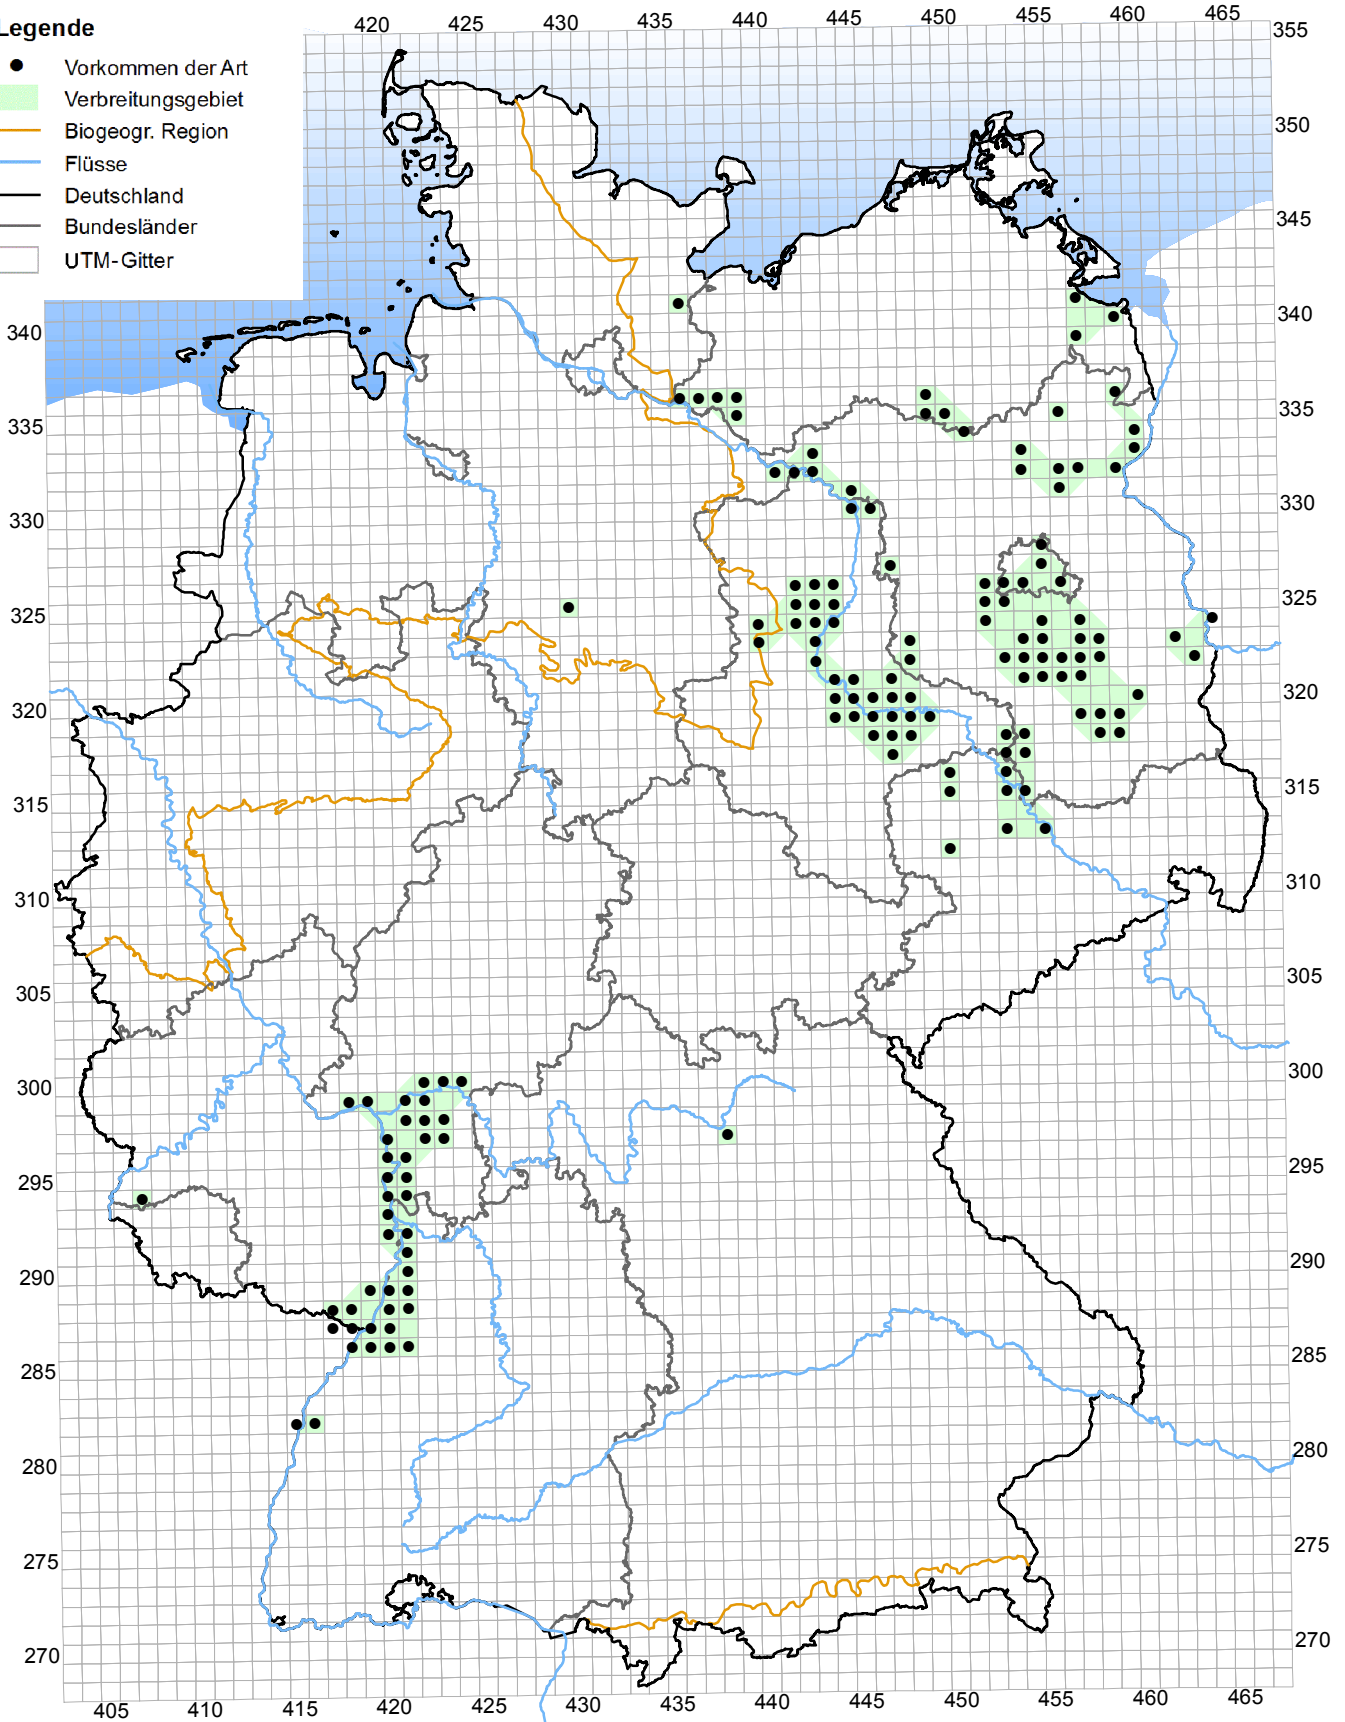 Legende
Vorkommen der Art
Verbreitungsgebiet
Biogeogr. Region
Flüsse
Deutschland
Bundesländer
UTM-Gitter
420 425 430 435 440 445 450 455 460 465
355
350
345
340 340
335 335
330 330
325 325
320 320
315 315
310 310
305 305
300 300
295 295
290 290
285 285
280 280
275 275
270 270
405 410 415 420 425 430 435 440 445 450 455 460 465